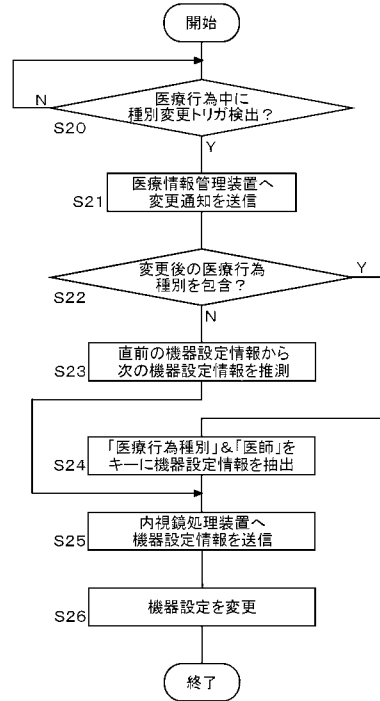 開始
医療行為中に
種別変更トリガ検出?
N
S20
Y
医療情報管理装置へ
変更通知を送信
S21
変更後の医療行為
種別を包含?
Y
S22
N
直前の機器設定情報から
次の機器設定情報を推測
S23
「医療行為種別」&「医師」を
キーに機器設定情報を抽出
S24
内視鏡処理装置へ
機器設定情報を送信
S25
機器設定を変更
S26
終了